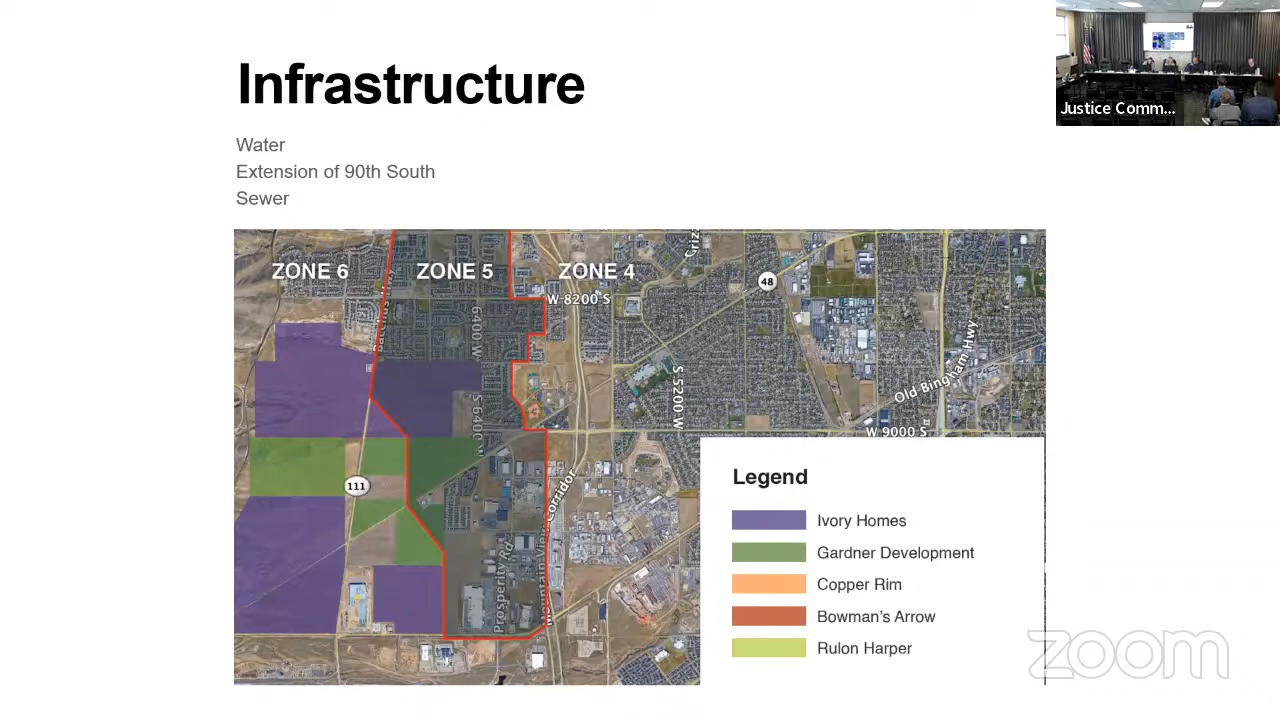 Infrastructure
Justice Comm...
Water
Extension of 90th South
Sewer
ZONE 6
ZONE 5
ZONE 4
W 8200 S
48
6400 W
S 6400 W
S 5200 W
Old Bingham Hwy
W 9000 S
111
Corridor
Prosperity Rd
Mountain View
Legend
Ivory Homes
Gardner Development
Copper Rim
Bowman's Arrow
Rulon Harper
zoom